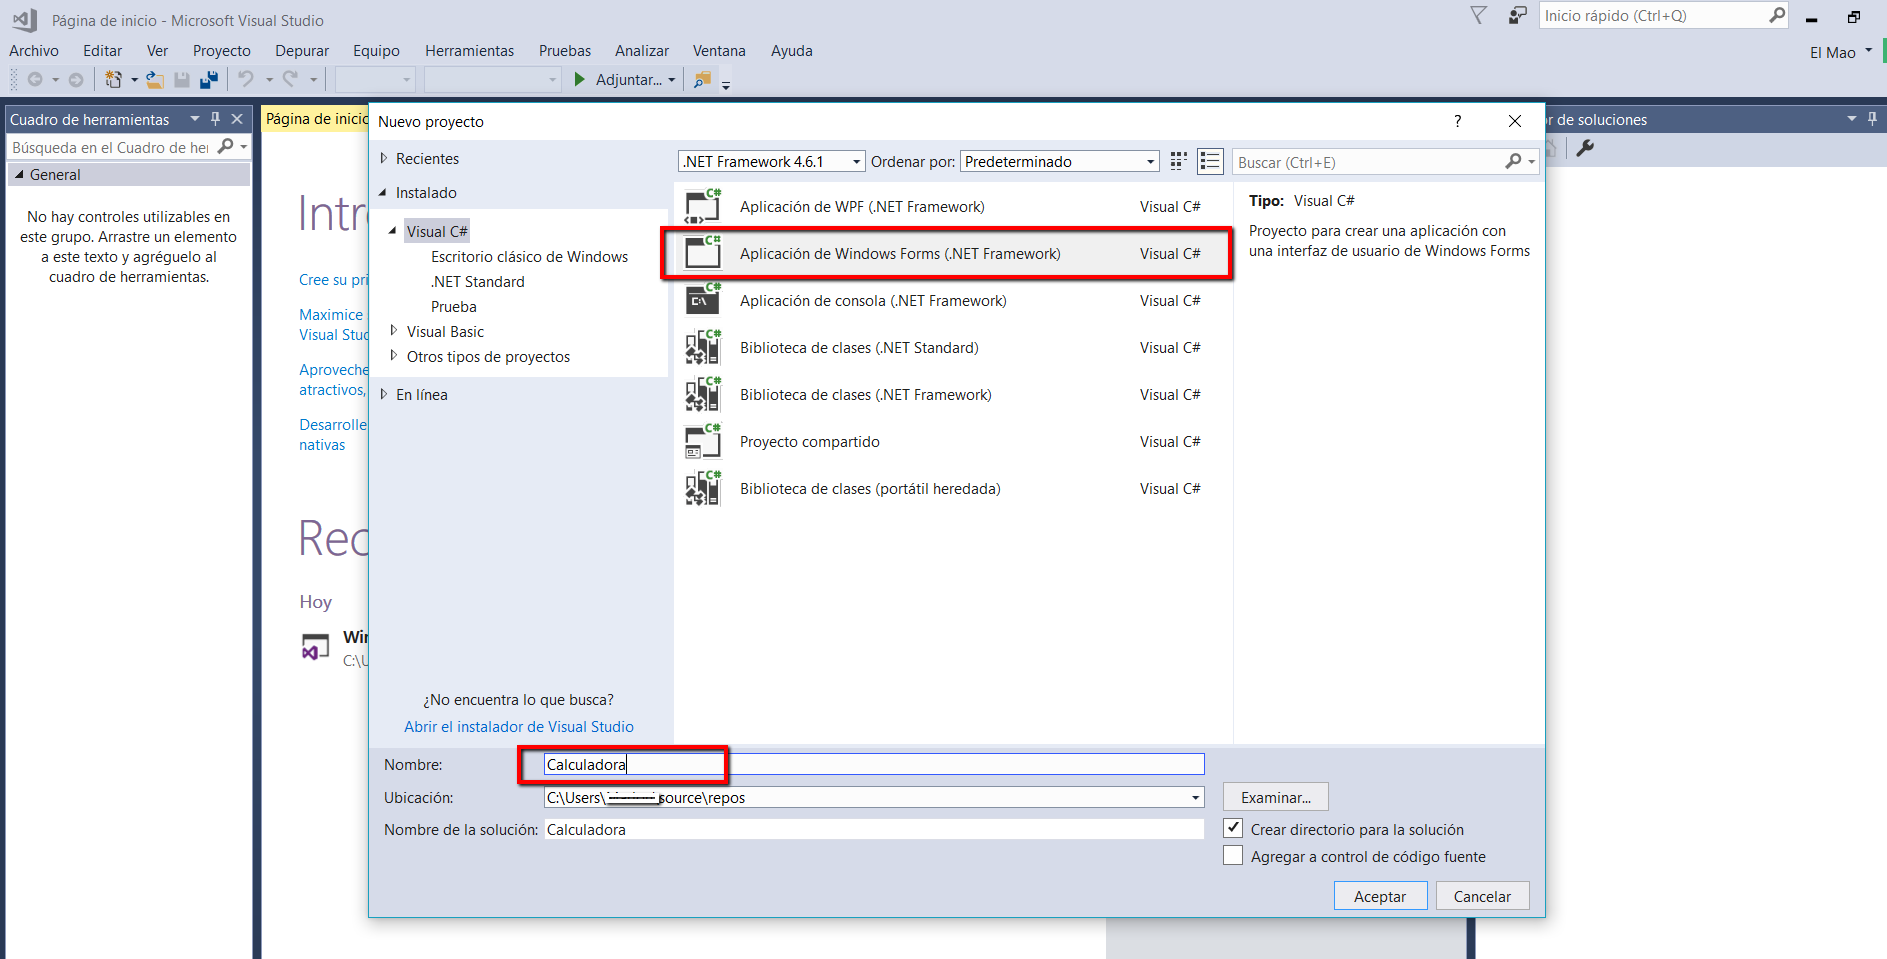 Página de inicio - Microsoft Visual Studio
Inicio rápido (Ctrl+Q)
Archivo Editar Ver Proyecto Depurar Equipo Herramientas Pruebas Analizar Ventana Ayuda
El Mao
Adjuntar...
Cuadro de herramientas
Búsqueda en el Cuadro de her
General
No hay controles utilizables en
este grupo. Arrastre un elemento
a este texto y agréguelo al
cuadro de herramientas.
Página de inicio
Intr
Cree su pri
Maximice
Visual Stud
Aproveche
atractivos,
Desarrolle
nativas
Rec
Hoy
Win
C:\U
Nuevo proyecto
?
Recientes
Instalado
Visual C#
Escritorio clásico de Windows
.NET Standard
Prueba
Visual Basic
Otros tipos de proyectos
En línea
¿No encuentra lo que busca?
Abrir el instalador de Visual Studio
.NET Framework 4.6.1 Ordenar por: Predeterminado
Buscar (Ctrl+E)
C# Aplicación de WPF (.NET Framework) Visual C#
C# Aplicación de Windows Forms (.NET Framework) Visual C#
C# C:\ Aplicación de consola (.NET Framework) Visual C#
C# Biblioteca de clases (.NET Standard) Visual C#
C# Biblioteca de clases (.NET Framework) Visual C#
C# Proyecto compartido Visual C#
C# Biblioteca de clases (portátil heredada) Visual C#
Tipo: Visual C#
Proyecto para crear una aplicación con
una interfaz de usuario de Windows Forms
Nombre: Calculadora
Ubicación: C:\Users\ source\repos
Examinar...
Nombre de la solución: Calculadora
Crear directorio para la solución
Agregar a control de código fuente
Aceptar Cancelar
or de soluciones